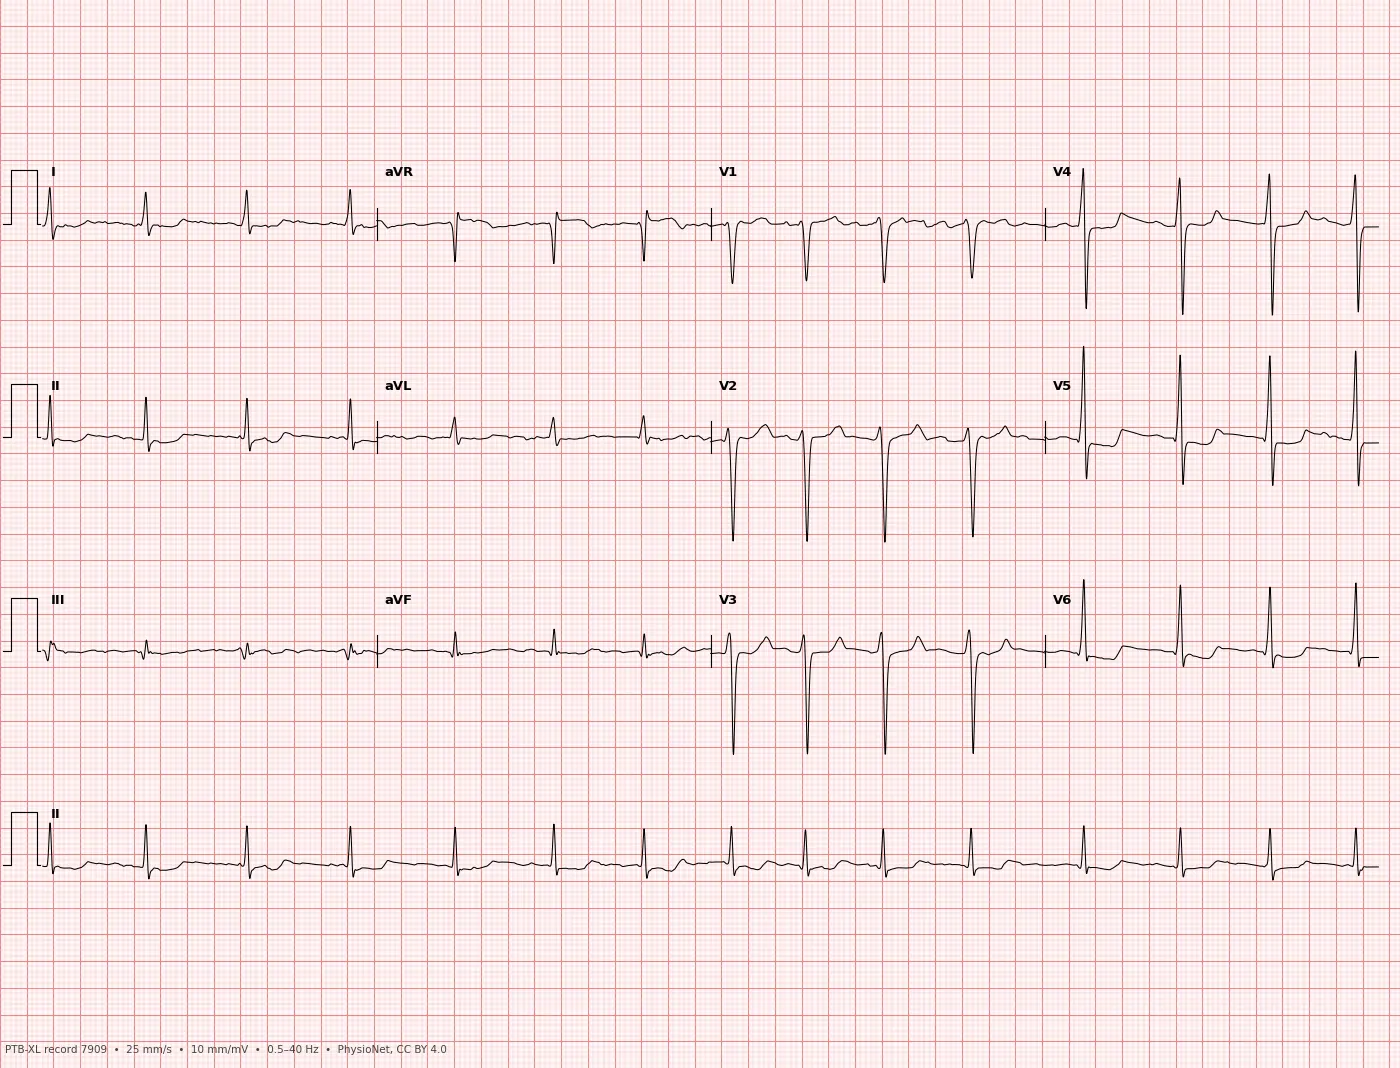 I aVR V1 V4
II aVL V2 V5
III aVF V3 V6
II
PTB-XL record 7909 • 25 mm/s • 10 mm/mV • 0.5–40 Hz • PhysioNet, CC BY 4.0